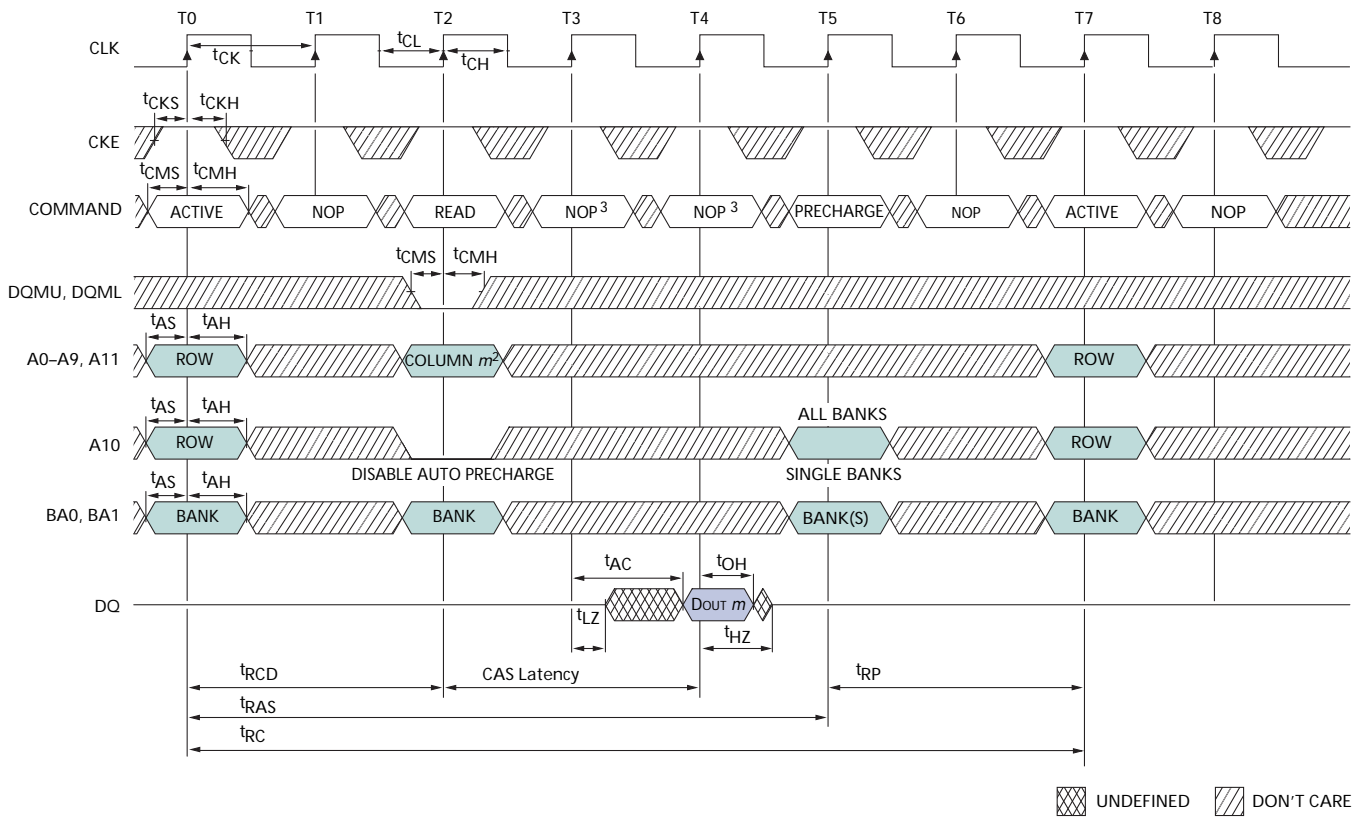 T0 T1 T2 T3 T4 T5 T6 T7 T8
CLK
tCK
tCL
tCH
tCKS
tCKH
CKE
tCMS
tCMH
COMMAND
ACTIVE NOP READ NOP3 NOP3 PRECHARGE NOP ACTIVE NOP
tCMS
tCMH
DQMU, DQML
tAS
tAH
A0–A9, A11
ROW COLUMN m2 ROW
tAS
tAH
ALL BANKS
A10
ROW ROW
DISABLE AUTO PRECHARGE
SINGLE BANKS
tAS
tAH
BA0, BA1
BANK BANK BANK(S) BANK
tAC
tOH
DQ
DOUT m
tLZ
tHZ
tRCD
CAS Latency
tRP
tRAS
tRC
UNDEFINED
DON'T CARE